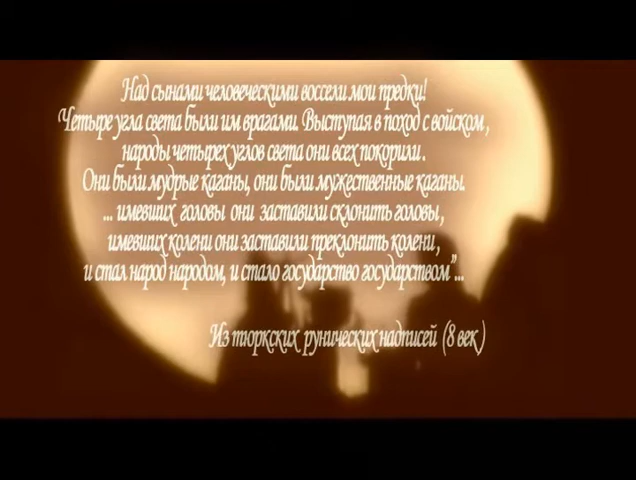 Над сынами человеческими воссели мои предки!
Четыре угла света были им врагами. Выступая в поход с войском,
народы четырех углов света они всех покорили.
Они были мудрые каганы, они были мужественные каганы.
... имевших головы они заставили склонить головы,
имевших колени они заставили преклонить колени,
и стал народ народом, и стало государство государством"...
Из тюркских рунических надписей (8 век)